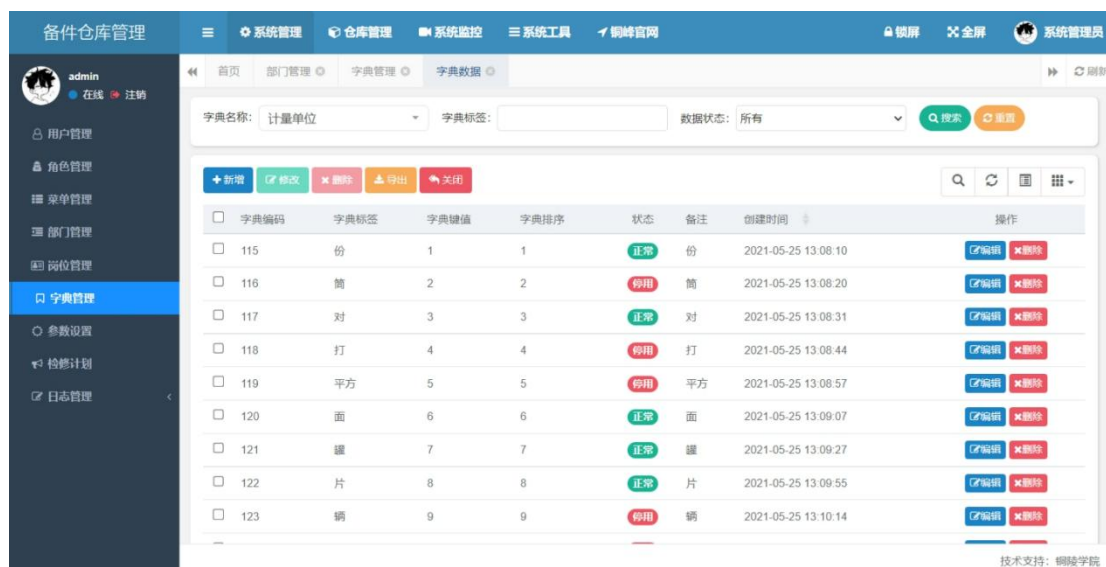 备件仓库管理 系统管理 仓库管理 系统监控 系统工具 铜峰官网 锁屏 全屏 系统管理员
admin
在线 注销
首页 部门管理 字典管理 字典数据 刷新
字典名称: 计量单位 字典标签: 数据状态: 所有 搜索 重置
用户管理
角色管理
菜单管理
部门管理
岗位管理
字典管理
参数设置
检修计划
日志管理
新增 修改 删除 导出 关闭
字典编码 字典标签 字典键值 字典排序 状态 备注 创建时间 操作
115 份 1 1 正常 份 2021-05-25 13:08:10 编辑 删除
116 筒 2 2 停用 筒 2021-05-25 13:08:20 编辑 删除
117 对 3 3 正常 对 2021-05-25 13:08:31 编辑 删除
118 打 4 4 停用 打 2021-05-25 13:08:44 编辑 删除
119 平方 5 5 停用 平方 2021-05-25 13:08:57 编辑 删除
120 面 6 6 正常 面 2021-05-25 13:09:07 编辑 删除
121 罐 7 7 正常 罐 2021-05-25 13:09:27 编辑 删除
122 片 8 8 正常 片 2021-05-25 13:09:55 编辑 删除
123 辆 9 9 停用 辆 2021-05-25 13:10:14 编辑 删除
技术支持：铜陵学院